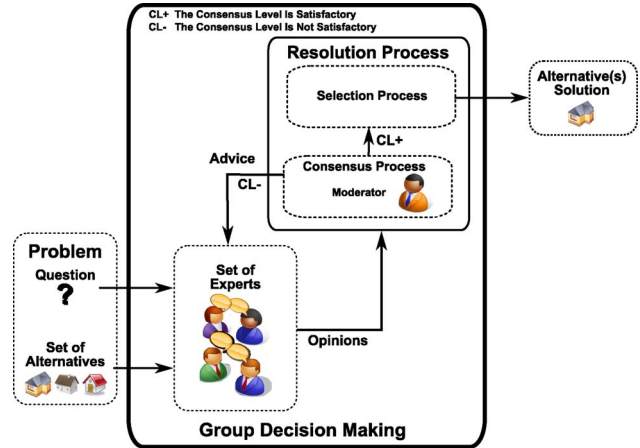 CL+ The Consensus Level Is Satisfactory
CL- The Consensus Level Is Not Satisfactory
Resolution Process
Selection Process
CL+
Consensus Process
Moderator
Alternative(s)
Solution
Advice
CL-
Problem
Question
?
Set of
Alternatives
Set of
Experts
Opinions
Group Decision Making